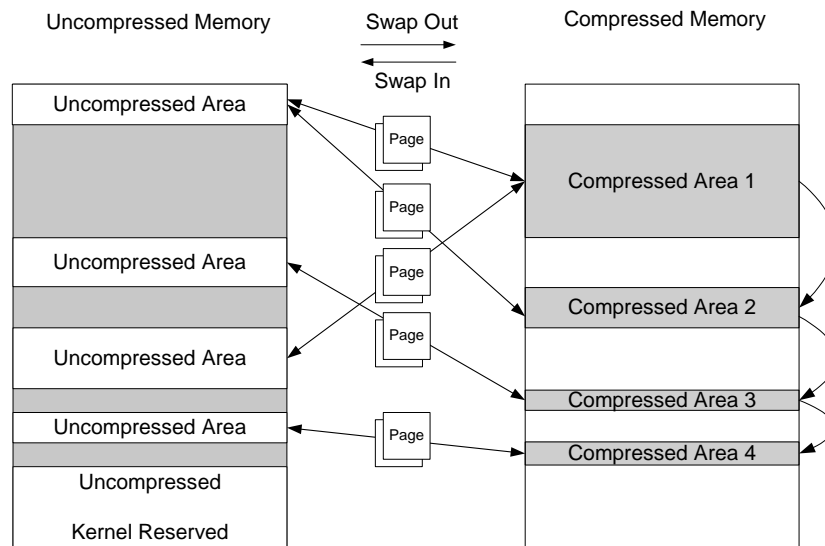 Uncompressed Memory
Swap Out
Compressed Memory
Swap In
Uncompressed Area
Page
Compressed Area 1
Page
Uncompressed Area
Page
Compressed Area 2
Page
Uncompressed Area
Compressed Area 3
Uncompressed Area
Page
Compressed Area 4
Uncompressed
Kernel Reserved